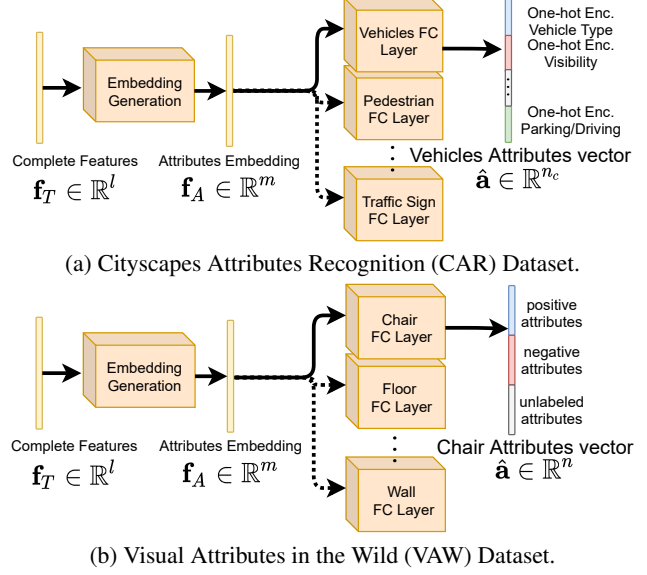 Embedding
Generation
Vehicles FC
Layer
Pedestrian
FC Layer
Traffic Sign
FC Layer
One-hot Enc.
Vehicle Type
One-hot Enc.
Visibility
One-hot Enc.
Parking/Driving
Complete Features
f_T ∈ ℝ^l
Attributes Embedding
f_A ∈ ℝ^m
Vehicles Attributes vector
â ∈ ℝ^{n_c}
(a) Cityscapes Attributes Recognition (CAR) Dataset.
Embedding
Generation
Chair
FC Layer
Floor
FC Layer
Wall
FC Layer
positive
attributes
negative
attributes
unlabeled
attributes
Complete Features
f_T ∈ ℝ^l
Attributes Embedding
f_A ∈ ℝ^m
Chair Attributes vector
â ∈ ℝ^n
(b) Visual Attributes in the Wild (VAW) Dataset.